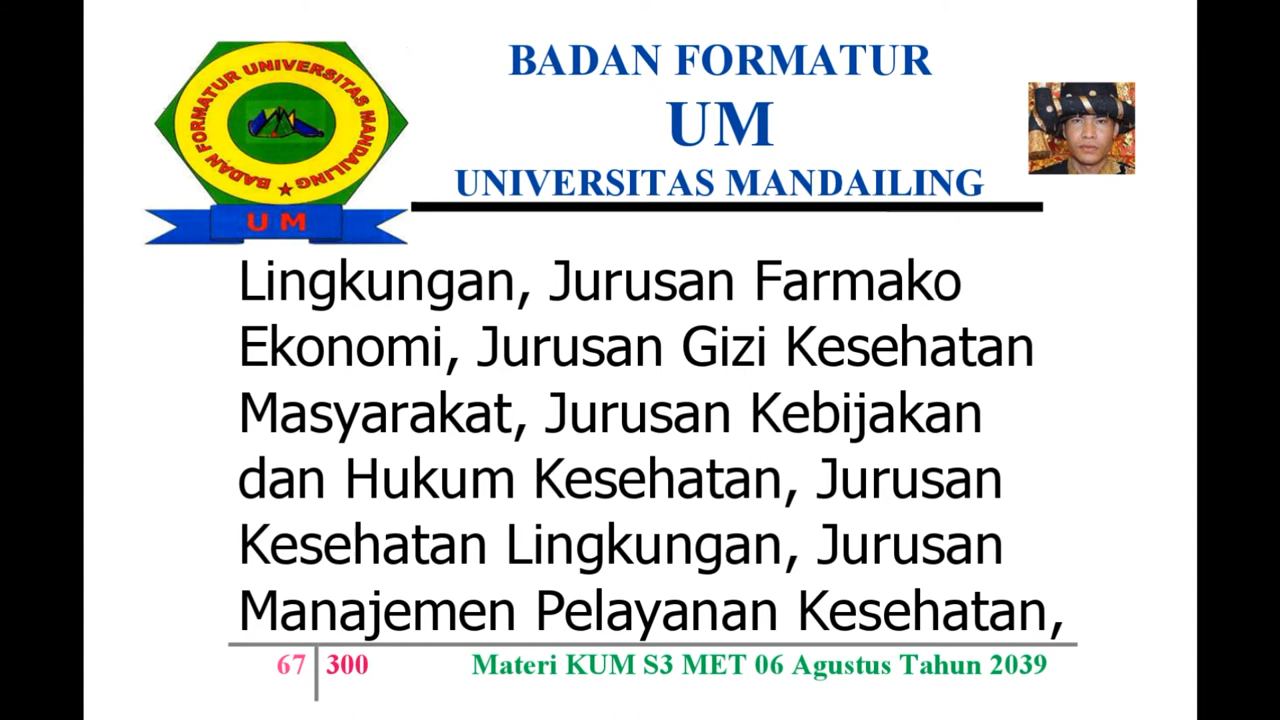 BADAN FORMATUR UNIVERSITAS MANDAILING
UM
BADAN FORMATUR
UM
UNIVERSITAS MANDAILING
Lingkungan, Jurusan Farmako
Ekonomi, Jurusan Gizi Kesehatan
Masyarakat, Jurusan Kebijakan
dan Hukum Kesehatan, Jurusan
Kesehatan Lingkungan, Jurusan
Manajemen Pelayanan Kesehatan,
67 300 Materi KUM S3 MET 06 Agustus Tahun 2039